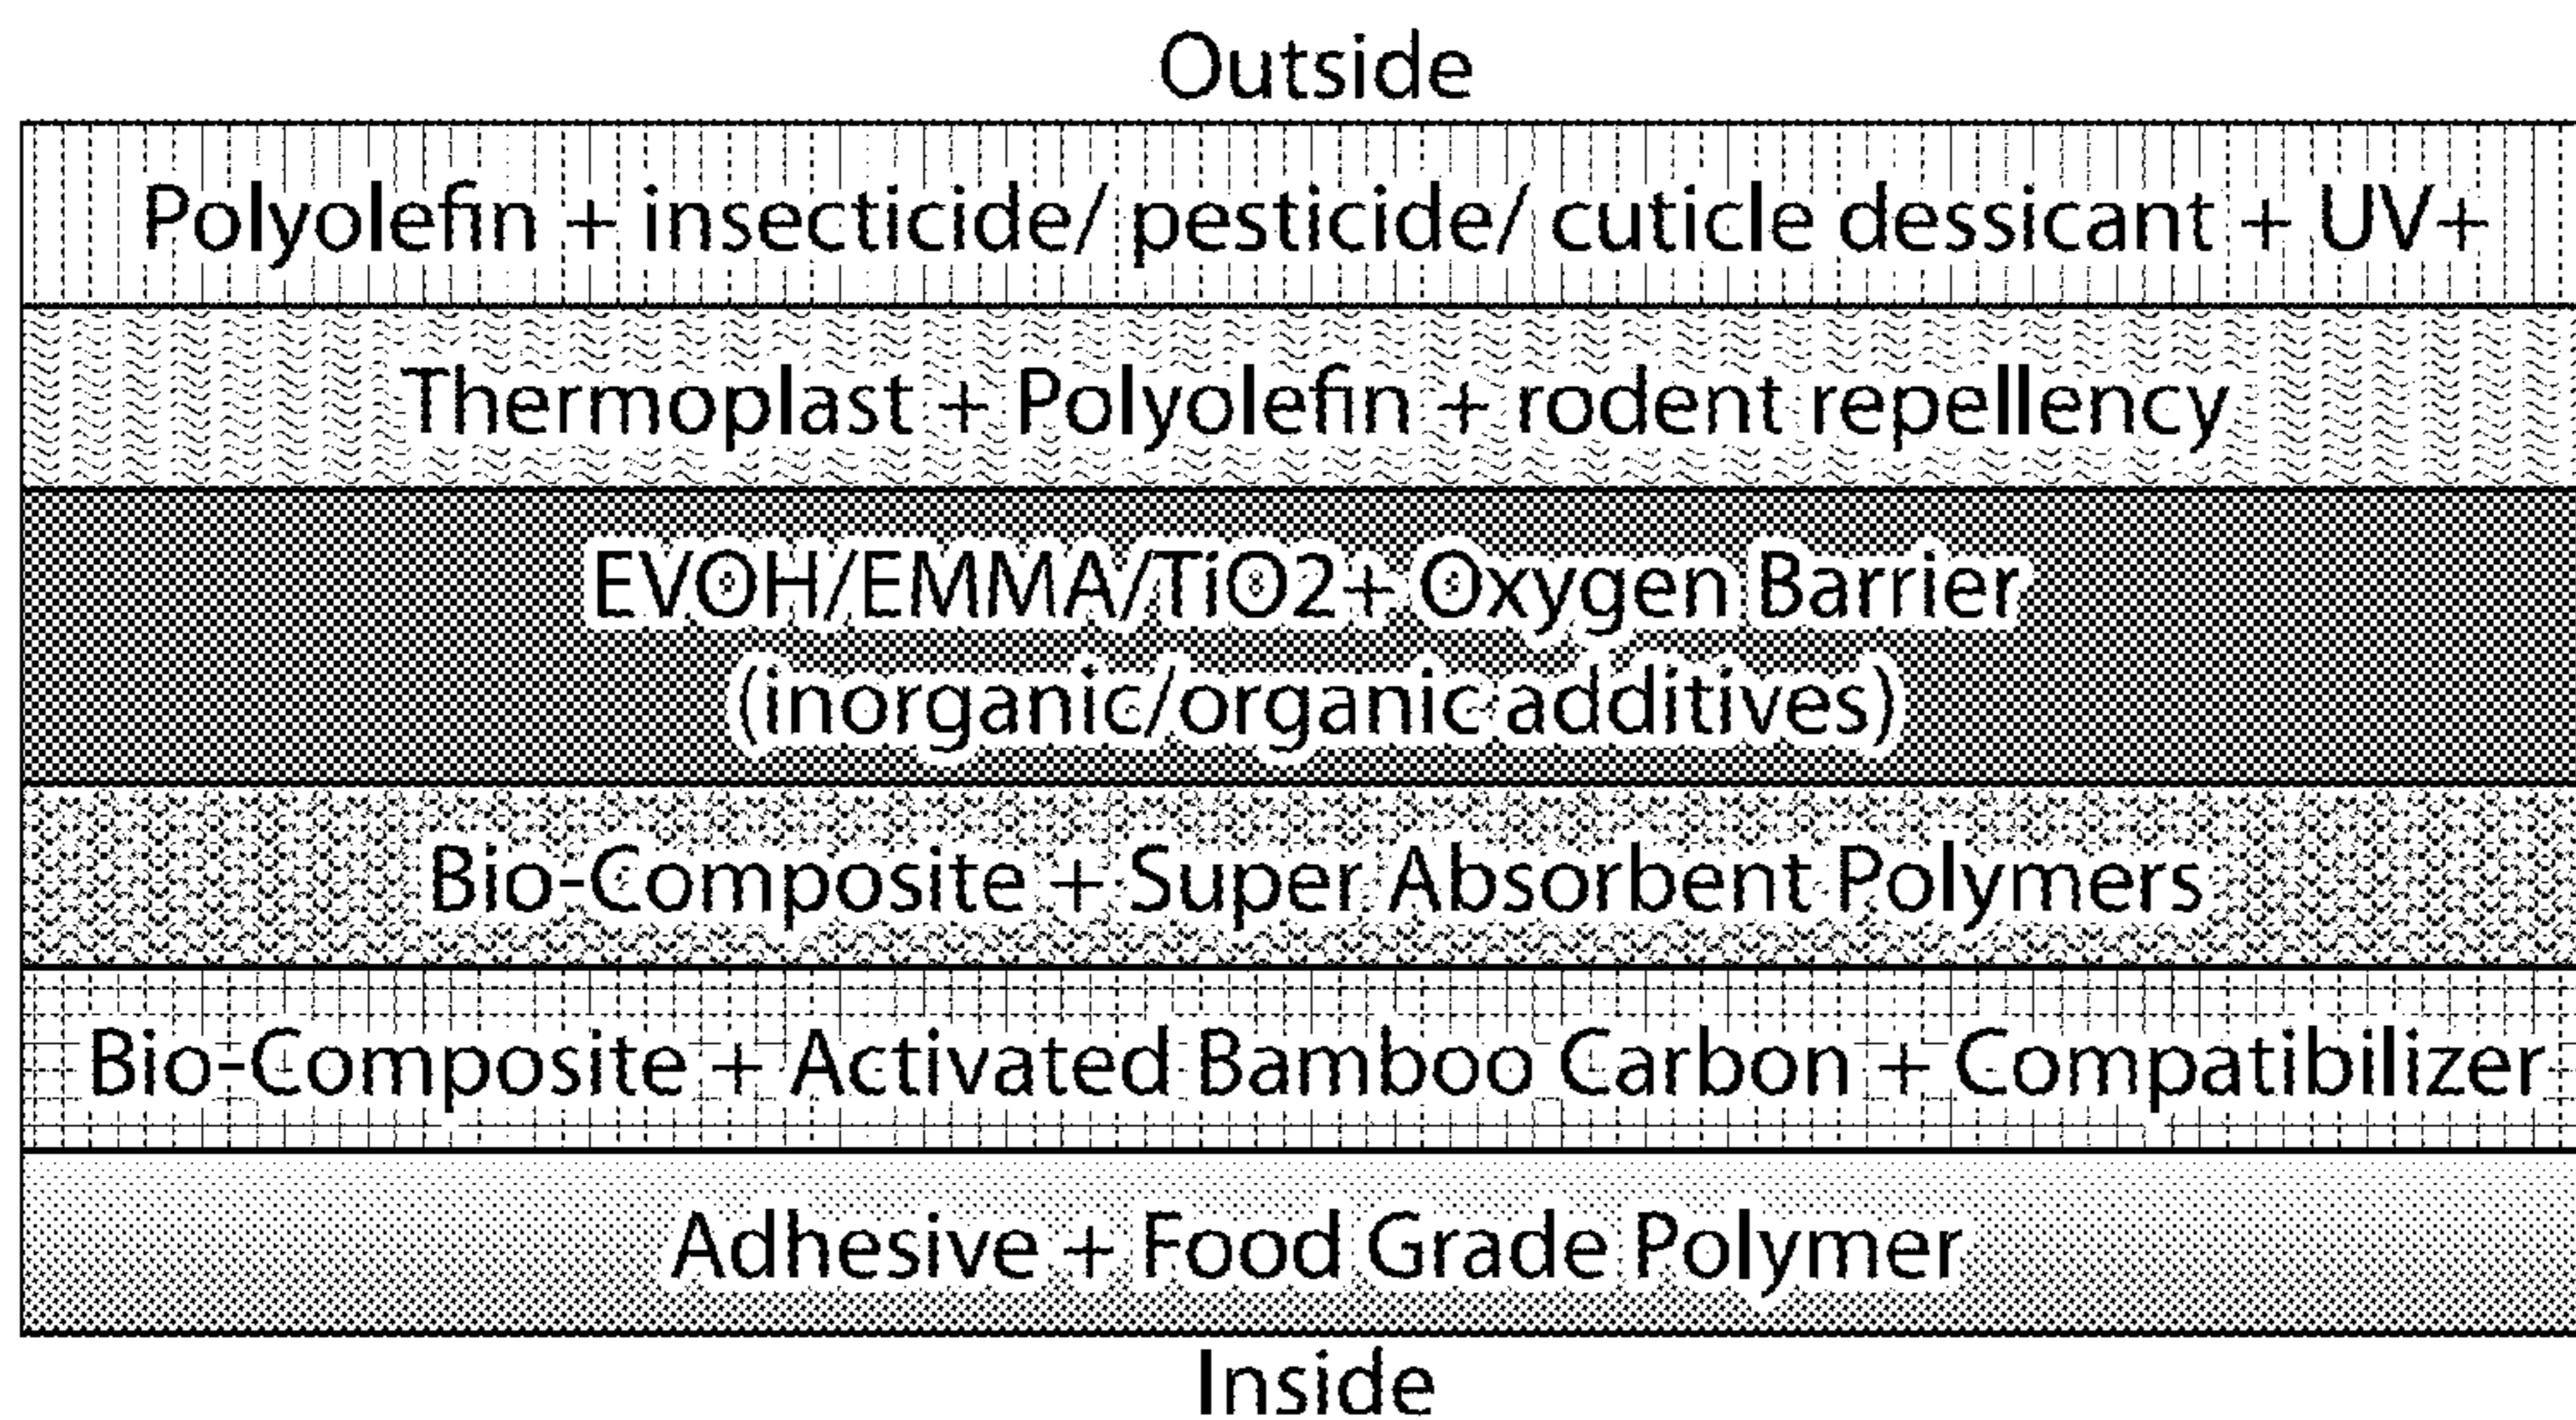 Outside
Polyolefin + insecticide/ pesticide/ cuticle dessicant + UV+
Thermoplast + Polyolefin + rodent repellency
EVOH/EMMA/TiO2+ Oxygen Barrier
(inorganic/organic additives)
Bio-Composite + Super Absorbent Polymers
Bio-Composite + Activated Bamboo Carbon + Compatibilizer
Adhesive + Food Grade Polymer
Inside